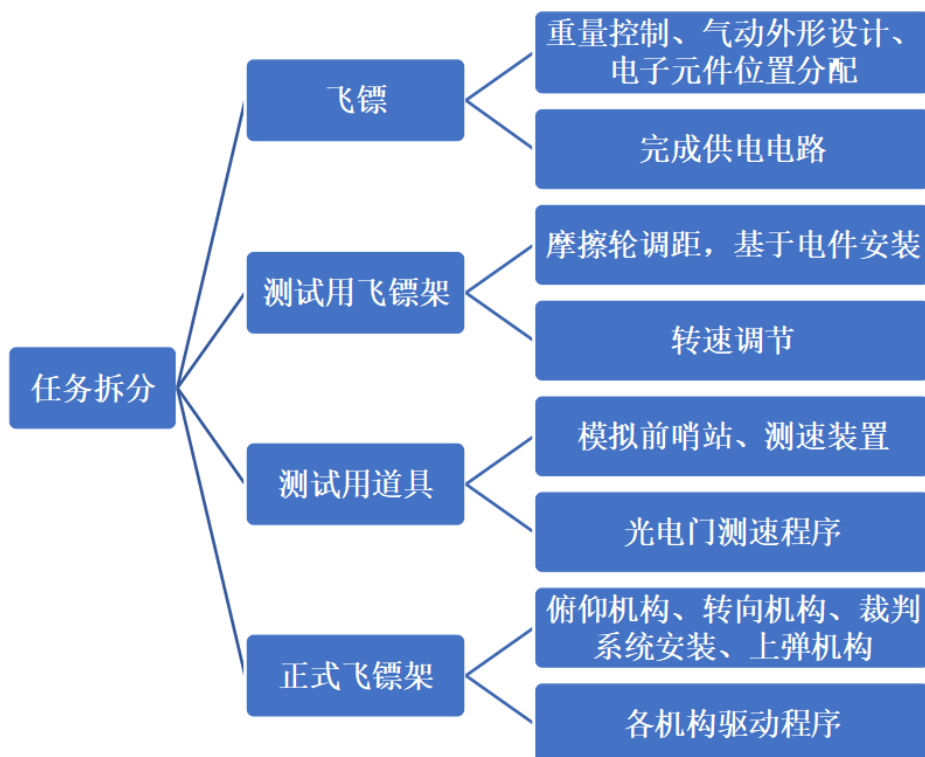 任务拆分
飞镖
重量控制、气动外形设计、
电子元件位置分配
完成供电电路
测试用飞镖架
摩擦轮调距，基于电件安装
转速调节
测试用道具
模拟前哨站、测速装置
光电门测速程序
正式飞镖架
俯仰机构、转向机构、裁判
系统安装、上弹机构
各机构驱动程序